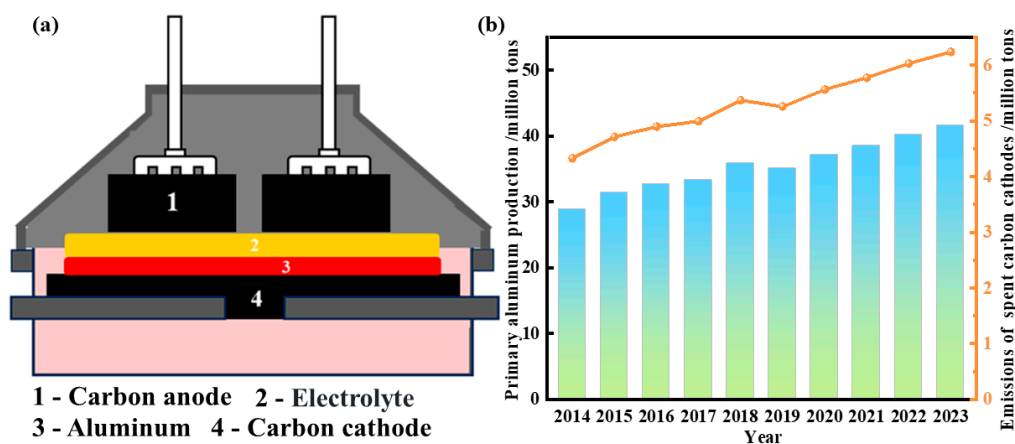 (a)
1
2
3
4
1 - Carbon anode 2 - Electrolyte
3 - Aluminum 4 - Carbon cathode
(b)
Primary aluminum production /million tons
50
40
30
20
10
0
2014 2015 2016 2017 2018 2019 2020 2021 2022 2023
Year
6
5
4
3
2
1
0
Emissions of spent carbon cathodes /million tons